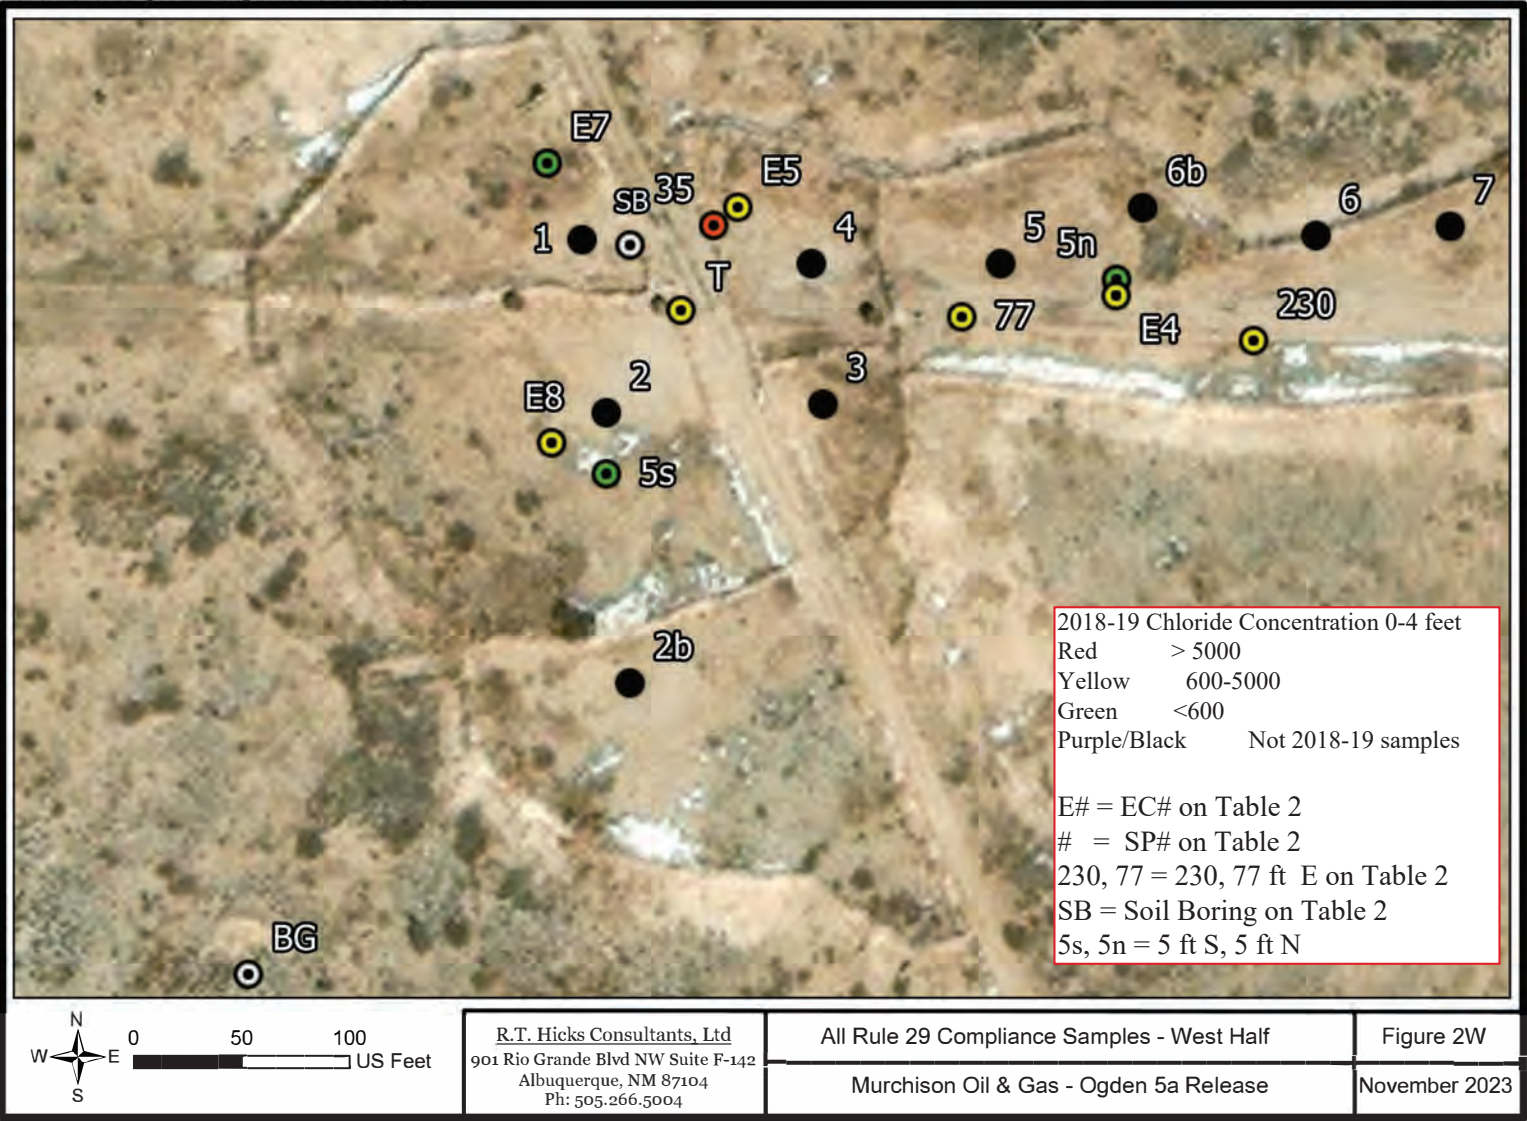 E7
35
E5
SB
6b
6
7
1
4
5
5n
T
77
E4
230
2
3
E8
5s
2b
BG
2018-19 Chloride Concentration 0-4 feet
Red > 5000
Yellow 600-5000
Green <600
Purple/Black Not 2018-19 samples
E# = EC# on Table 2
# = SP# on Table 2
230, 77 = 230, 77 ft E on Table 2
SB = Soil Boring on Table 2
5s, 5n = 5 ft S, 5 ft N
N
W E
S
0 50 100
US Feet
R.T. Hicks Consultants, Ltd
901 Rio Grande Blvd NW Suite F-142
Albuquerque, NM 87104
Ph: 505.266.5004
All Rule 29 Compliance Samples - West Half
Murchison Oil & Gas - Ogden 5a Release
Figure 2W
November 2023